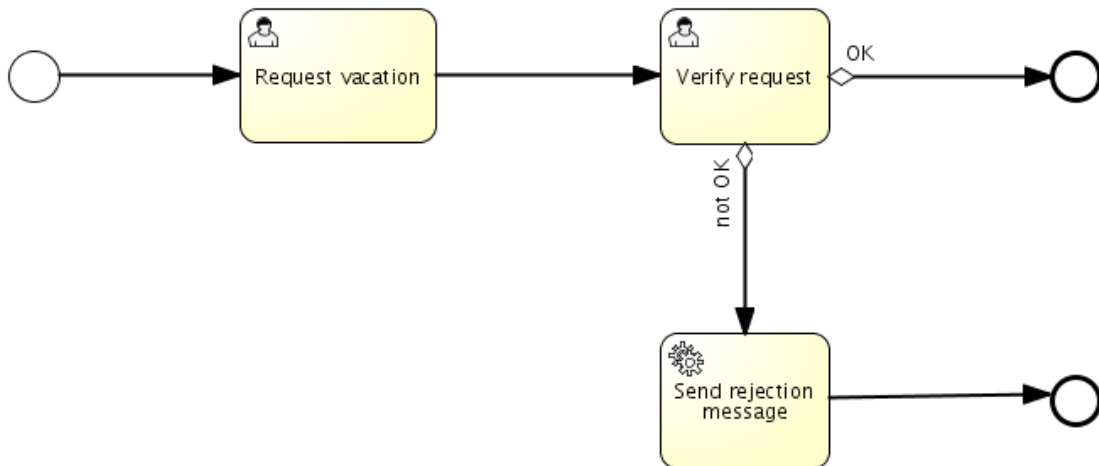 Request vacation
Verify request
OK
not OK
Send rejection
message